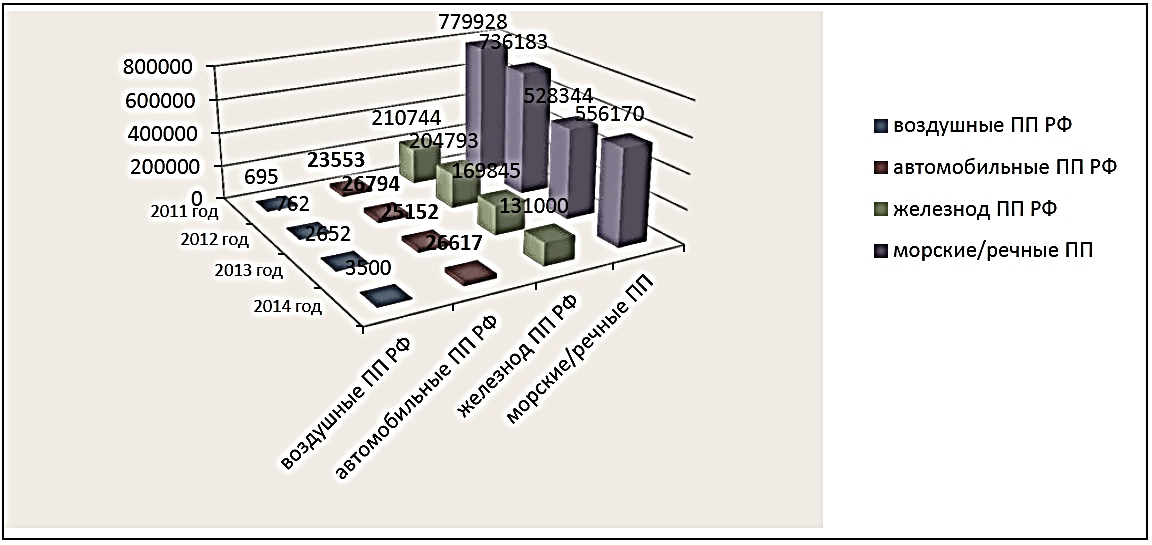 779928
736183
528344
556170
210744
204793
169845
131000
23553
26794
25152
26617
695
762
2652
3500
800000
600000
400000
200000
0
2011 год
2012 год
2013 год
2014 год
воздушные ПП РФ
автомобильные ПП РФ
железнод ПП РФ
морские/речные ПП
воздушные ПП РФ
автомобильные ПП РФ
железнод ПП РФ
морские/речные ПП